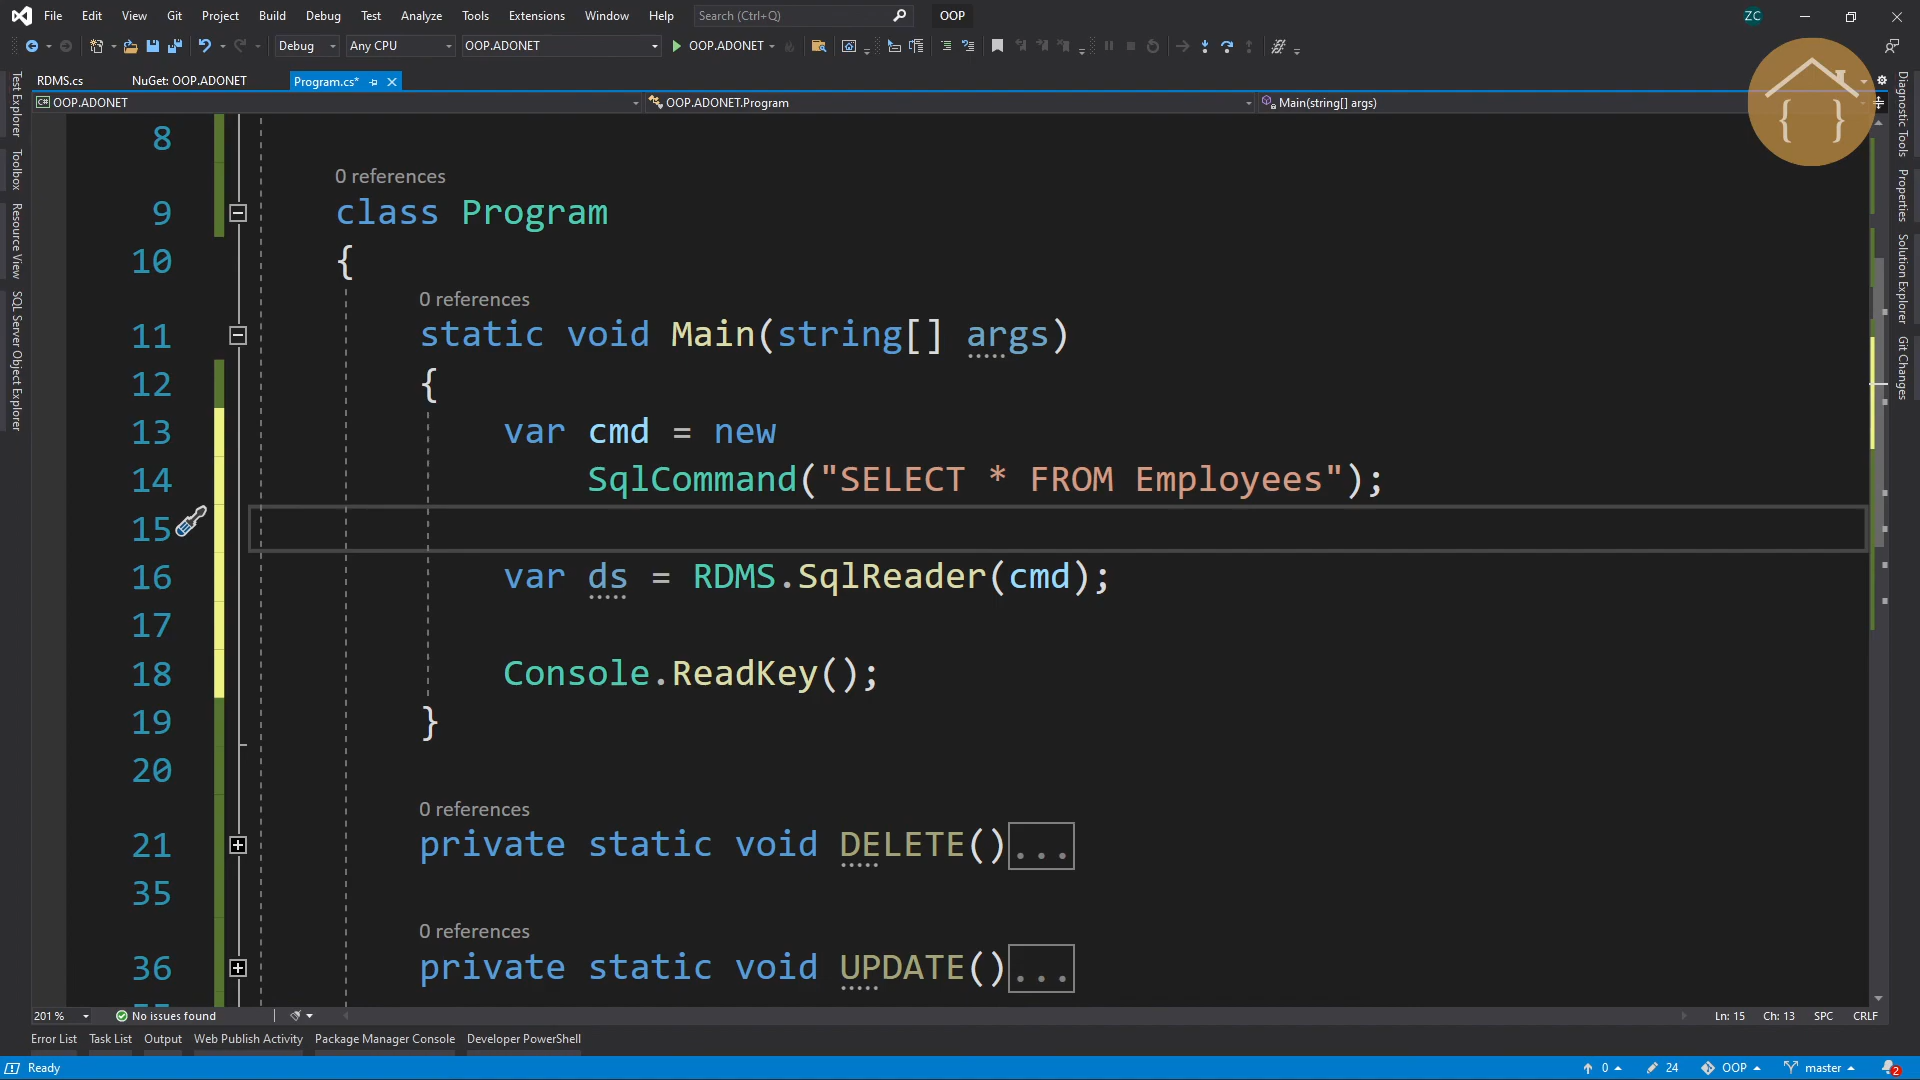 File Edit View Git Project Build Debug Test Analyze Tools Extensions Window Help Search (Ctrl+Q) OOP ZC
Debug Any CPU OOP.ADONET OOP.ADONET
RDMS.cs NuGet: OOP.ADONET Program.cs*
C# OOP.ADONET OOP.ADONET.Program Main(string[] args)
Test Explorer
Toolbox
Resource View
SQL Server Object Explorer
Diagnostic Tools
Properties
Solution Explorer
Git Changes
{ }
8
0 references
9 class Program
10 {
0 references
11 static void Main(string[] args)
12 {
13 var cmd = new
14 SqlCommand("SELECT * FROM Employees");
15
16 var ds = RDMS.SqlReader(cmd);
17
18 Console.ReadKey();
19 }
20
0 references
21 private static void DELETE()...
35
0 references
36 private static void UPDATE()...
201 % No issues found Ln: 15 Ch: 13 SPC CRLF
Error List Task List Output Web Publish Activity Package Manager Console Developer PowerShell
Ready 0 24 OOP master 2